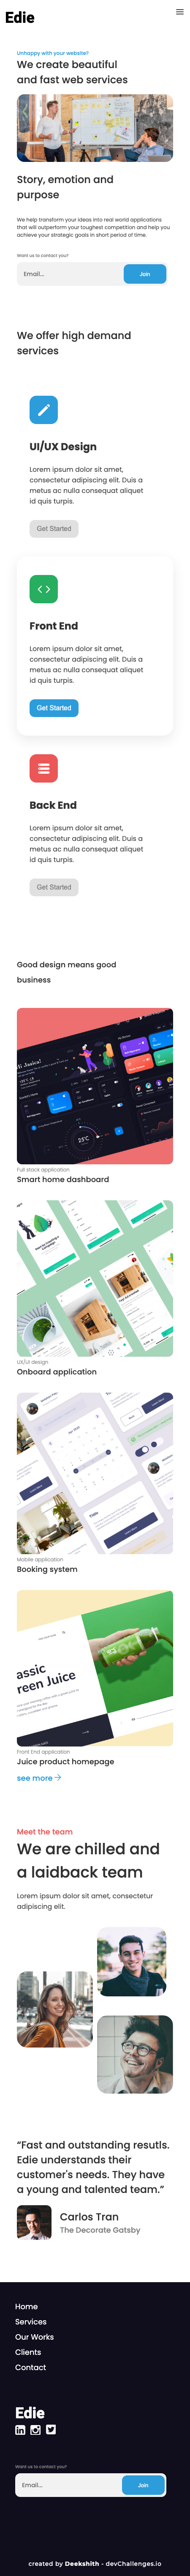 Edie
Unhappy with your website?
We create beautiful
and fast web services
Story, emotion and
purpose
We help transform your ideas into real world applications
that will outperform your toughest competition and help you
achieve your strategic goals in short period of time.
Want us to contact you?
Email...
Join
We offer high demand
services
UI/UX Design
Lorem ipsum dolor sit amet,
consectetur adipiscing elit. Duis a
metus ac nulla consequat aliquet
id quis turpis.
Get Started
Front End
Lorem ipsum dolor sit amet,
consectetur adipiscing elit. Duis a
metus ac nulla consequat aliquet
id quis turpis.
Get Started
Back End
Lorem ipsum dolor sit amet,
consectetur adipiscing elit. Duis a
metus ac nulla consequat aliquet
id quis turpis.
Get Started
Good design means good
business
25°C
Full stack application
Smart home dashboard
UX/UI design
Onboard application
Mobile application
Booking system
assic
reen Juice
Front End application
Juice product homepage
see more
Meet the team
We are chilled and
a laidback team
Lorem ipsum dolor sit amet, consectetur
adipiscing elit.
“Fast and outstanding resutls.
Edie understands their
customer's needs. They have
a young and talented team.”
Carlos Tran
The Decorate Gatsby
Home
Services
Our Works
Clients
Contact
Edie
Want us to contact you?
Email...
Join
created by Deekshith - devChallenges.io